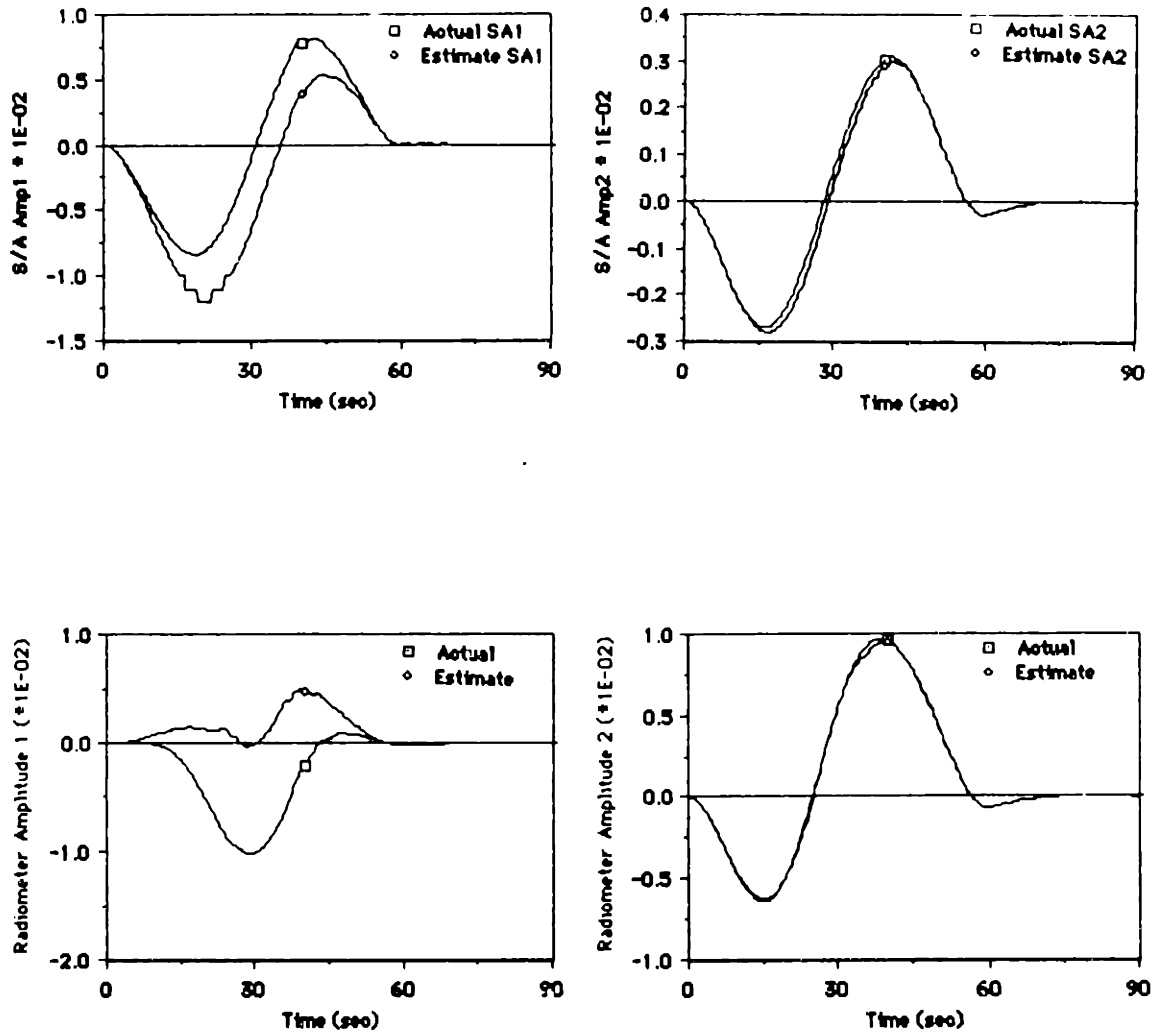 1.0
0.5
0.0
-0.5
-1.0
-1.5
S/A Amp1 * 1E-02
Actual SA1
Estimate SA1
0
30
60
90
Time (sec)
0.4
0.3
0.2
0.1
0.0
-0.1
-0.2
-0.3
S/A Amp2 * 1E-02
Actual SA2
Estimate SA2
0
30
60
90
Time (sec)
1.0
0.0
-1.0
-2.0
Radiometer Amplitude 1 (*1E-02)
Actual
Estimate
0
30
60
90
Time (sec)
1.0
0.5
0.0
-0.5
-1.0
Radiometer Amplitude 2 (*1E-02)
Actual
Estimate
0
30
60
90
Time (sec)